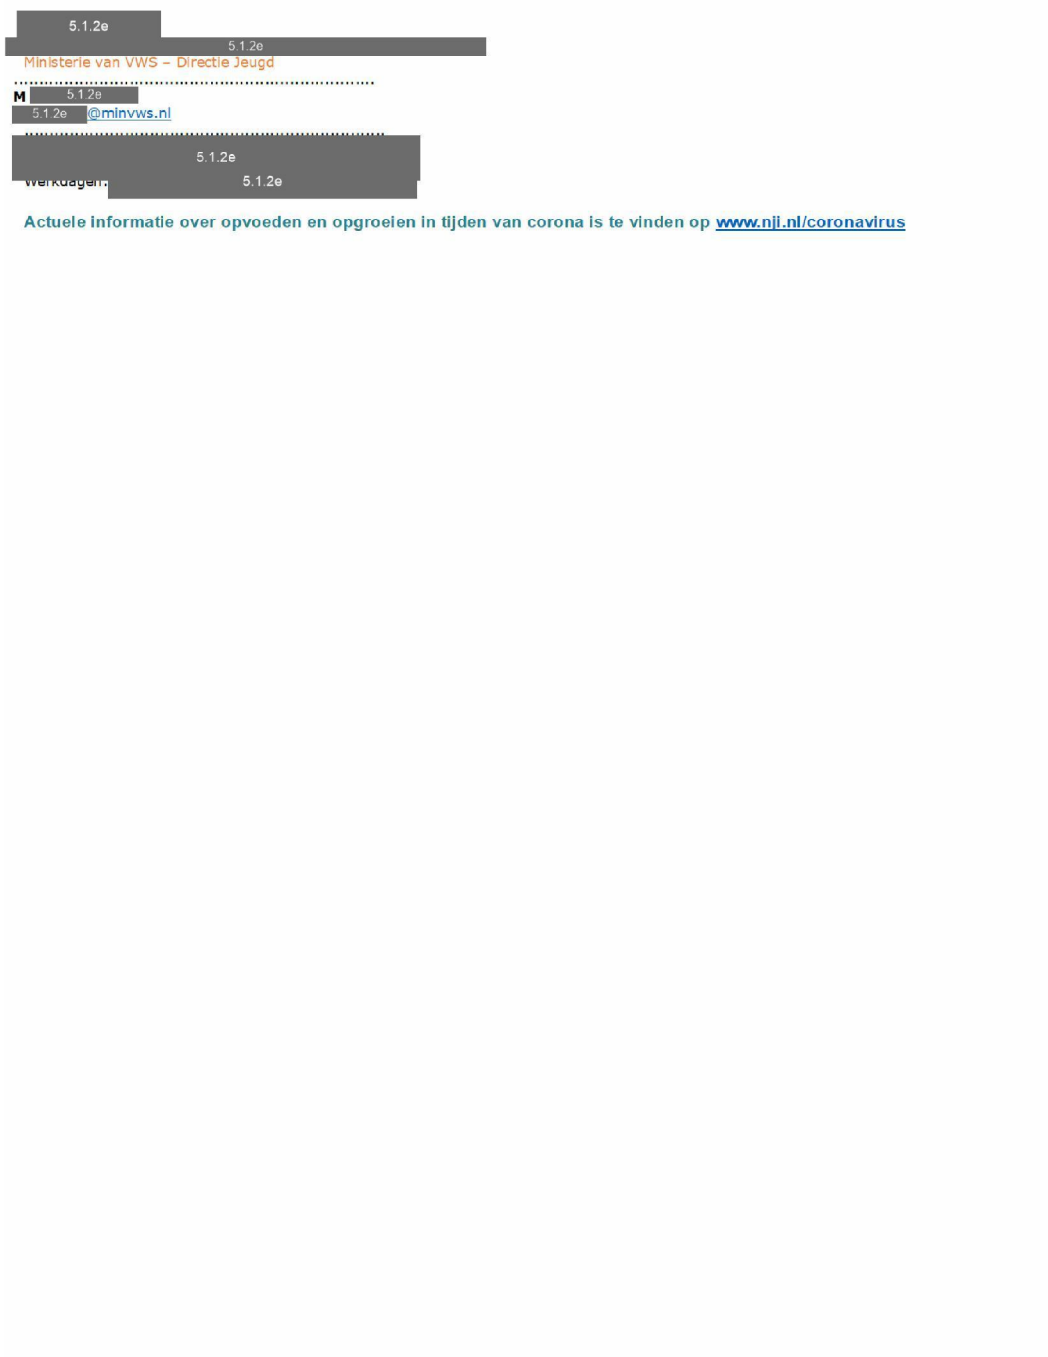 5.1.2e
5.1.2e
Ministerie van VWS – Directie Jeugd
........................................................................
M 5.1.2e
5.1.2e @minvws.nl
........................................................................
5.1.2e
Werkdagen: 5.1.2e
Actuele informatie over opvoeden en opgroeien in tijden van corona is te vinden op www.nji.nl/coronavirus